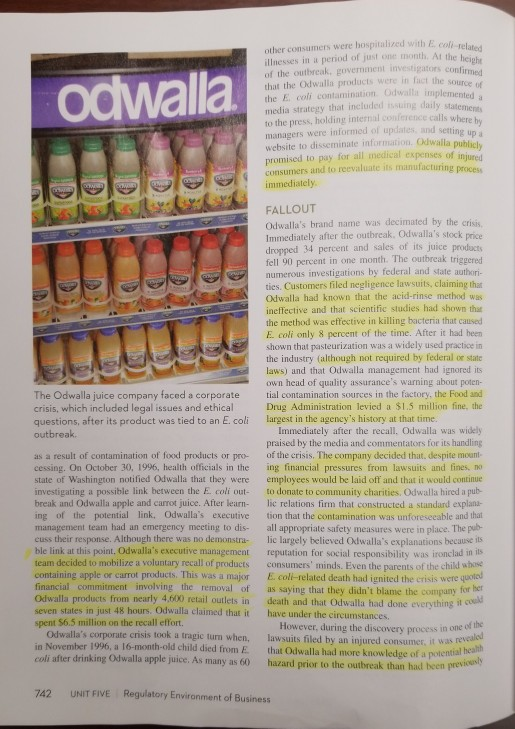 odwalla.
The Odwalla juice company faced a corporate
crisis, which included legal issues and ethical
questions, after its product was tied to an E. coli
outbreak.
as a result of contamination of food products or pro-
cessing. On October 30, 1996, health officials in the
state of Washington notified Odwalla that they were
investigating a possible link between the E. coli out-
break and Odwalla apple and carrot juice. After learn-
ing of the potential link, Odwalla's executive
management team had an emergency meeting to dis-
cuss their response. Although there was no demonstra-
ble link at this point, Odwalla's executive management
team decided to mobilize a voluntary recall of products
containing apple or carrot products. This was a major
financial commitment involving the removal of
Odwalla products from nearly 4,600 retail outlets in
seven states in just 48 hours. Odwalla claimed that it
spent $6.5 million on the recall effort.
Odwalla's corporate crisis took a tragic turn when,
in November 1996, a 16-month-old child died from E.
coli after drinking Odwalla apple juice. As many as 60
other consumers were hospitalized with E. coli-related
illnesses in a period of just one month. At the height
of the outbreak, government investigators confirmed
that the Odwalla products were in fact the source of
the E. coli contamination. Odwalla implemented a
media strategy that included issuing daily statements
to the press, holding internal conference calls where by
managers were informed of updates, and setting up a
website to disseminate information. Odwalla publicly
promised to pay for all medical expenses of injured
consumers and to reevaluate its manufacturing process
immediately.
FALLOUT
Odwalla's brand name was decimated by the crisis.
Immediately after the outbreak, Odwalla's stock price
dropped 34 percent and sales of its juice products
fell 90 percent in one month. The outbreak triggered
numerous investigations by federal and state authori-
ties. Customers filed negligence lawsuits, claiming that
Odwalla had known that the acid-rinse method was
ineffective and that scientific studies had shown that
the method was effective in killing bacteria that caused
E. coli only 8 percent of the time. After it had been
shown that pasteurization was a widely used practice in
the industry (although not required by federal or state
laws) and that Odwalla management had ignored its
own head of quality assurance's warning about poten-
tial contamination sources in the factory, the Food and
Drug Administration levied a $1.5 million fine, the
largest in the agency's history at that time.
Immediately after the recall, Odwalla was widely
praised by the media and commentators for its handling
of the crisis. The company decided that, despite mount-
ing financial pressures from lawsuits and fines, no
employees would be laid off and that it would continue
to donate to community charities. Odwalla hired a pub-
lic relations firm that constructed a standard explana-
tion that the contamination was unforeseeable and that
all appropriate safety measures were in place. The pub-
lic largely believed Odwalla's explanations because its
reputation for social responsibility was ironclad in its
consumers' minds. Even the parents of the child whose
E. coli-related death had ignited the crisis were quoted
as saying that they didn't blame the company for her
death and that Odwalla had done everything it could
have under the circumstances.
However, during the discovery process in one of the
lawsuits filed by an injured consumer, it was revealed
that Odwalla had more knowledge of a potential health
hazard prior to the outbreak than had been previously
742 UNIT FIVE | Regulatory Environment of Business